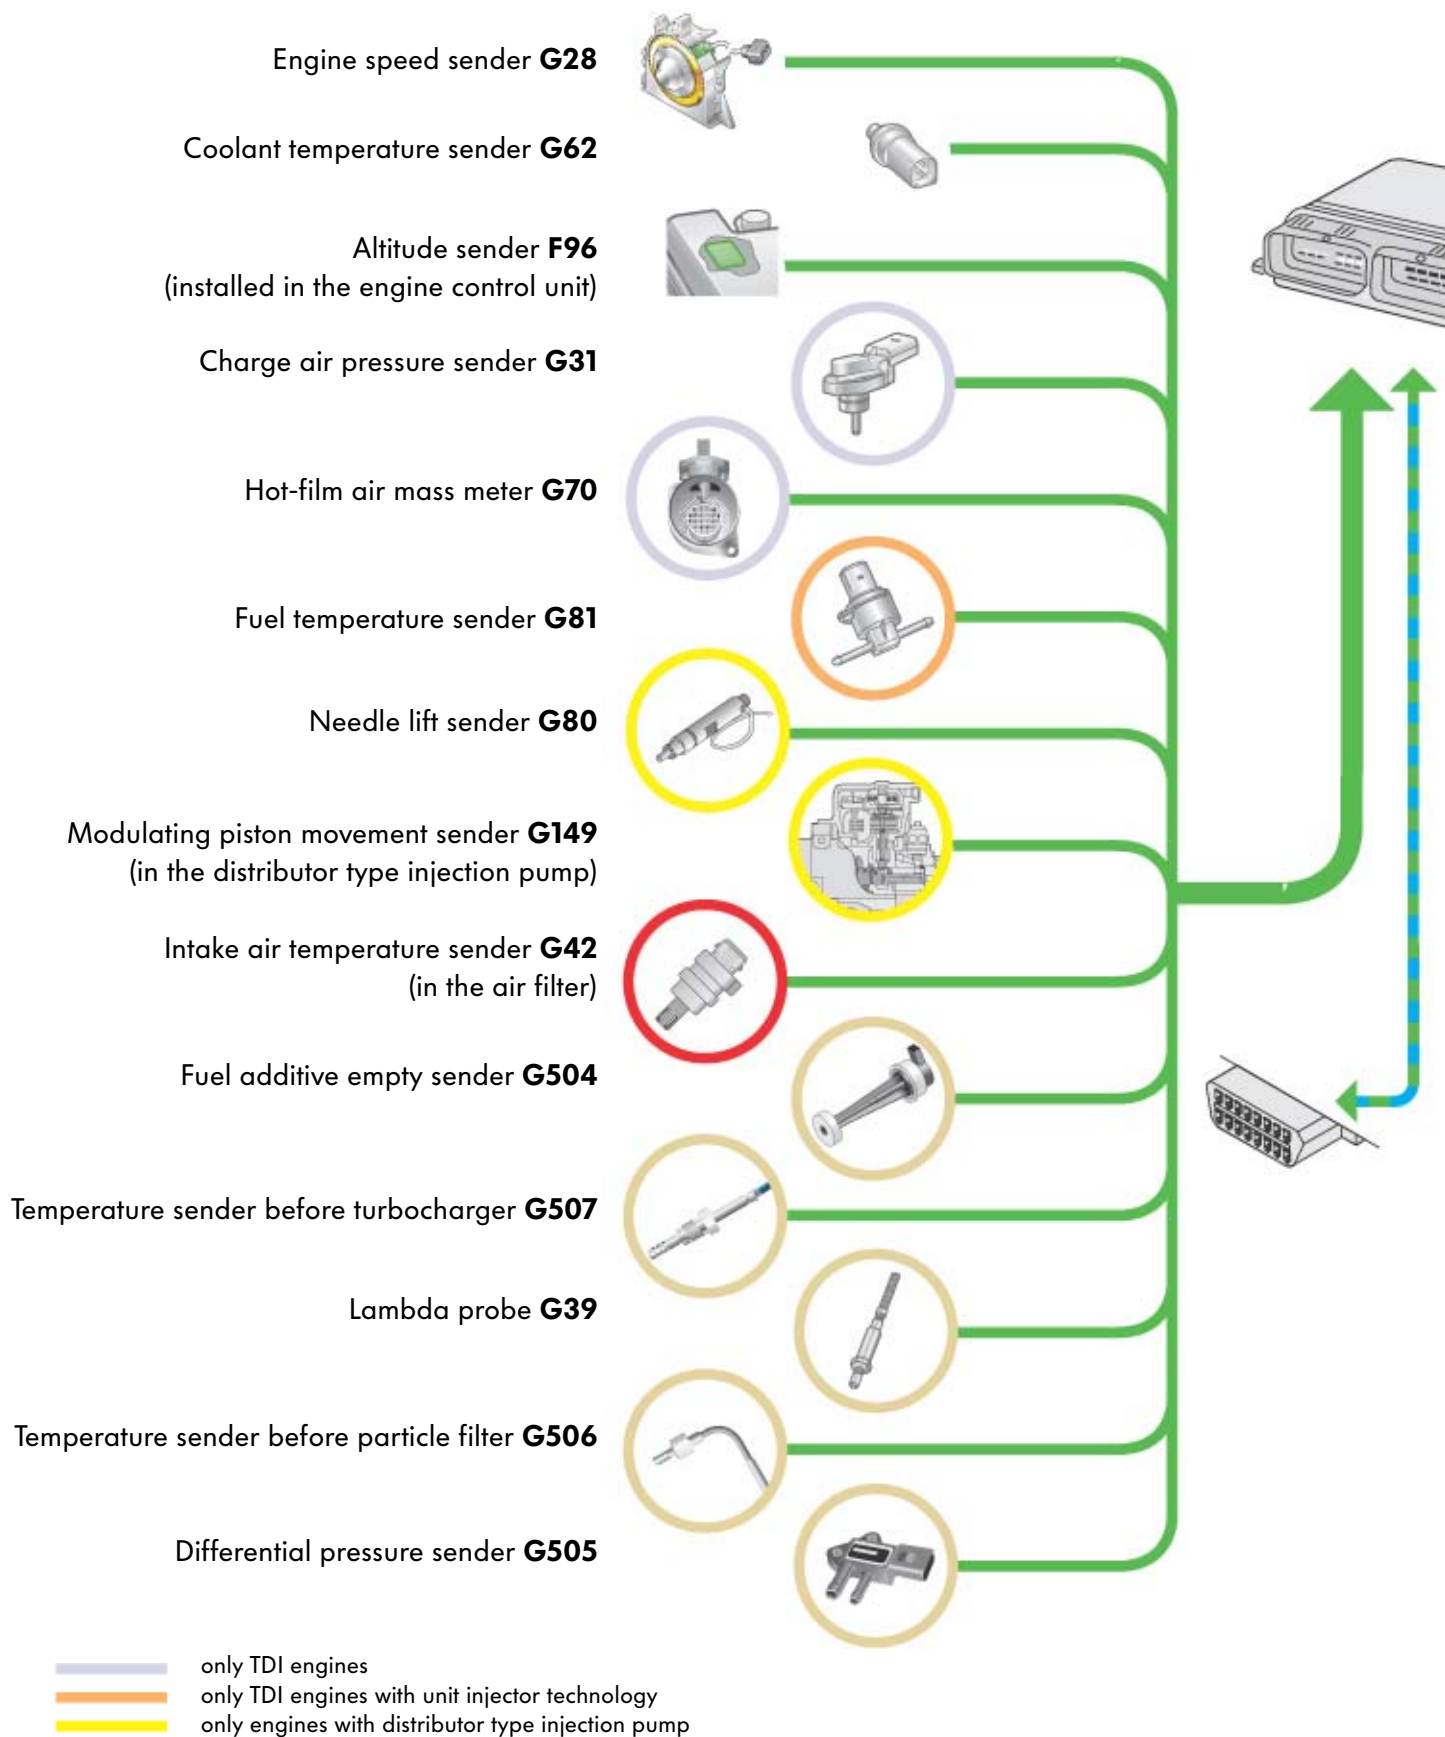 Engine speed sender G28
Coolant temperature sender G62
Altitude sender F96
(installed in the engine control unit)
Charge air pressure sender G31
Hot-film air mass meter G70
Fuel temperature sender G81
Needle lift sender G80
Modulating piston movement sender G149
(in the distributor type injection pump)
Intake air temperature sender G42
(in the air filter)
Fuel additive empty sender G504
Temperature sender before turbocharger G507
Lambda probe G39
Temperature sender before particle filter G506
Differential pressure sender G505
only TDI engines
only TDI engines with unit injector technology
only engines with distributor type injection pump